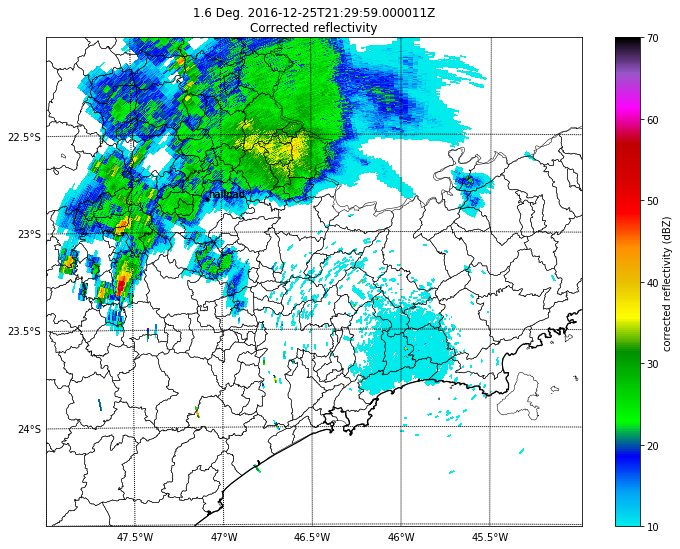 1.6 Deg. 2016-12-25T21:29:59.000011Z
Corrected reflectivity
22.5°S
23°S
23.5°S
24°S
47.5°W
47°W
46.5°W
46°W
45.5°W
70
60
50
40
30
20
10
corrected reflectivity (dBZ)